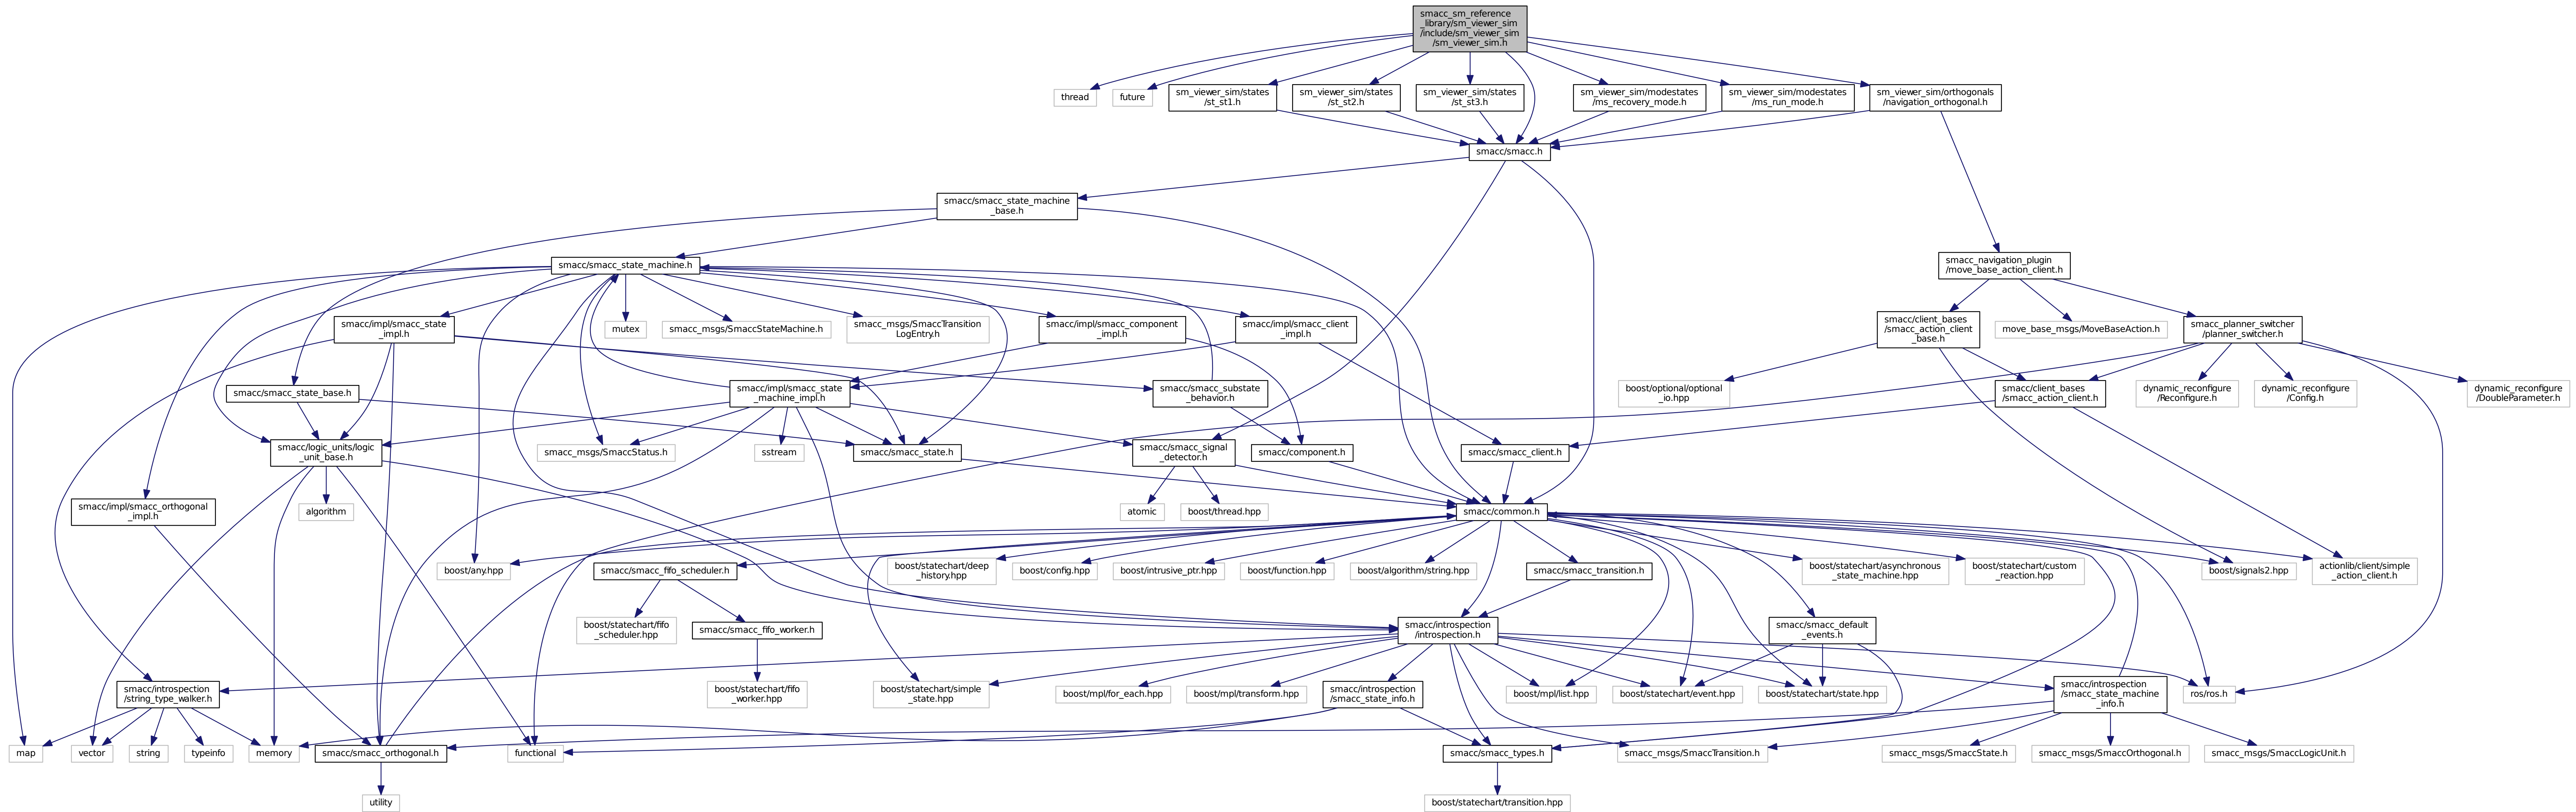 smacc_sm_reference
_library/sm_viewer_sim
/include/sm_viewer_sim
/sm_viewer_sim.h
thread
future
sm_viewer_sim/states
/st_st1.h
sm_viewer_sim/states
/st_st2.h
sm_viewer_sim/states
/st_st3.h
sm_viewer_sim/modestates
/ms_recovery_mode.h
sm_viewer_sim/modestates
/ms_run_mode.h
sm_viewer_sim/orthogonals
/navigation_orthogonal.h
smacc/smacc.h
smacc/smacc_state_machine
_base.h
smacc/smacc_state_machine.h
smacc_navigation_plugin
/move_base_action_client.h
smacc/impl/smacc_state
_impl.h
mutex
smacc_msgs/SmaccStateMachine.h
smacc_msgs/SmaccTransition
LogEntry.h
smacc/impl/smacc_component
_impl.h
smacc/impl/smacc_client
_impl.h
smacc/client_bases
/smacc_action_client
_base.h
move_base_msgs/MoveBaseAction.h
smacc_planner_switcher
/planner_switcher.h
smacc/smacc_state_base.h
smacc/impl/smacc_state
_machine_impl.h
smacc/smacc_substate
_behavior.h
boost/optional/optional
_io.hpp
smacc/client_bases
/smacc_action_client.h
dynamic_reconfigure
/Reconfigure.h
dynamic_reconfigure
/Config.h
dynamic_reconfigure
/DoubleParameter.h
smacc/logic_units/logic
_unit_base.h
smacc_msgs/SmaccStatus.h
sstream
smacc/smacc_state.h
smacc/smacc_signal
_detector.h
smacc/component.h
smacc/smacc_client.h
smacc/impl/smacc_orthogonal
_impl.h
algorithm
atomic
boost/thread.hpp
smacc/common.h
boost/any.hpp
smacc/smacc_fifo_scheduler.h
boost/statechart/deep
_history.hpp
boost/config.hpp
boost/intrusive_ptr.hpp
boost/function.hpp
boost/algorithm/string.hpp
smacc/smacc_transition.h
boost/statechart/asynchronous
_state_machine.hpp
boost/statechart/custom
_reaction.hpp
boost/signals2.hpp
actionlib/client/simple
_action_client.h
boost/statechart/fifo
_scheduler.hpp
smacc/smacc_fifo_worker.h
smacc/introspection
/introspection.h
smacc/smacc_default
_events.h
smacc/introspection
/string_type_walker.h
boost/statechart/fifo
_worker.hpp
boost/statechart/simple
_state.hpp
boost/mpl/for_each.hpp
boost/mpl/transform.hpp
smacc/introspection
/smacc_state_info.h
boost/mpl/list.hpp
boost/statechart/event.hpp
boost/statechart/state.hpp
smacc/introspection
/smacc_state_machine
_info.h
ros/ros.h
map
vector
string
typeinfo
memory
smacc/smacc_orthogonal.h
functional
smacc/smacc_types.h
smacc_msgs/SmaccTransition.h
smacc_msgs/SmaccState.h
smacc_msgs/SmaccOrthogonal.h
smacc_msgs/SmaccLogicUnit.h
utility
boost/statechart/transition.hpp